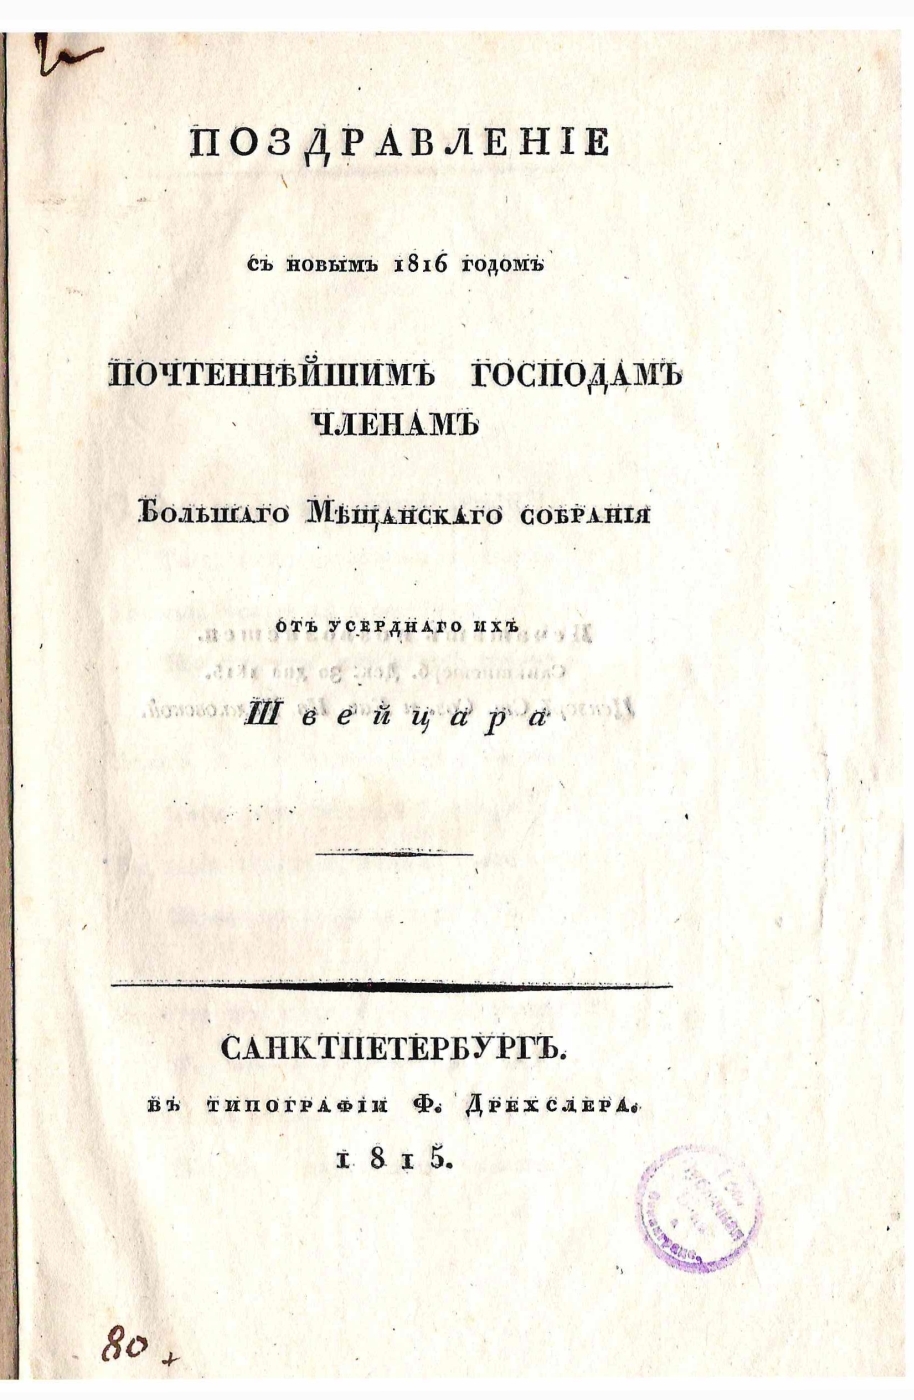 ПОЗДРАВЛЕНІЕ
съ новымъ 1816 годомъ
ПОЧТЕННѢЙШИМЪ ГОСПОДАМЪ
ЧЛЕНАМЪ
Большаго Мѣщанскаго собранія
отъ усерднаго ихъ
Швейцара
САНКТПЕТЕРБУРГЪ.
въ типографіи Ф. Дрехслера.
1815.
80